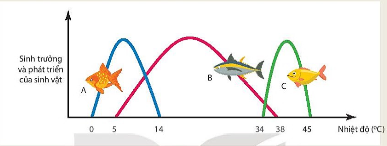 Sinh trưởng
và phát triển
của sinh vật
A
B
C
0 5 14 34 38 45 Nhiệt độ (°C)